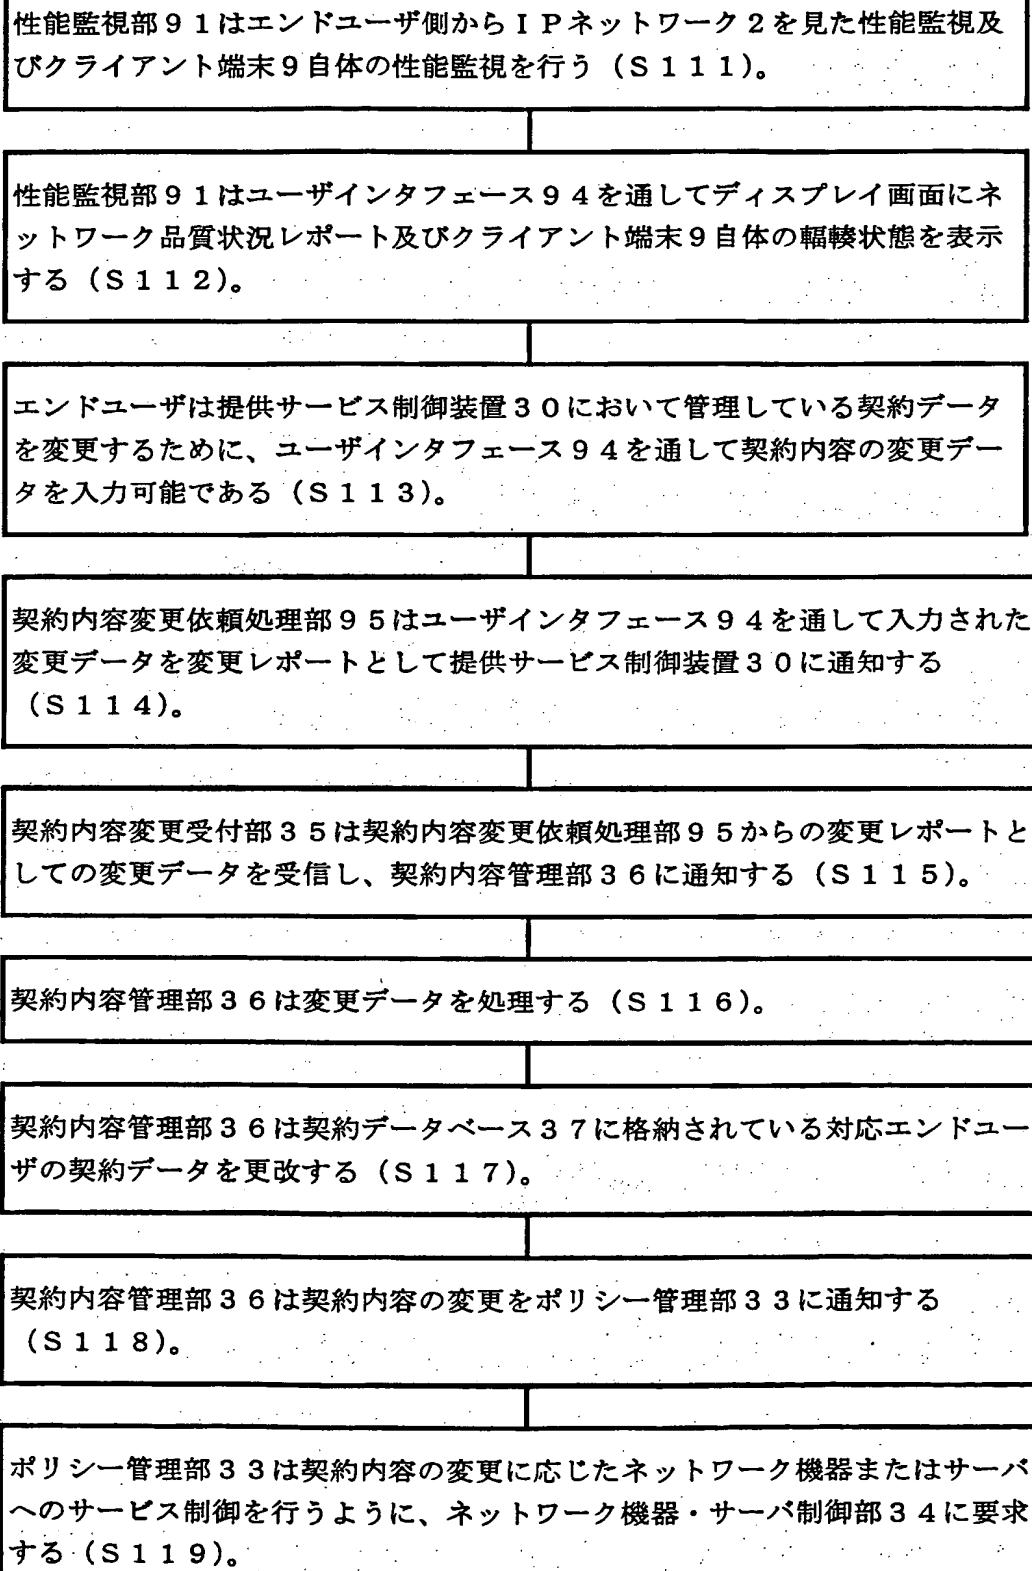 性能監視部９１はエンドユーザ側からＩＰネットワーク２を見た性能監視及
びクライアント端末９自体の性能監視を行う（Ｓ１１１）。
性能監視部９１はユーザインタフェース９４を通してディスプレイ画面にネ
ットワーク品質状況レポート及びクライアント端末９自体の輻輳状態を表示
する（Ｓ１１２）。
エンドユーザは提供サービス制御装置３０において管理している契約データ
を変更するために、ユーザインタフェース９４を通して契約内容の変更デー
タを入力可能である（Ｓ１１３）。
契約内容変更依頼処理部９５はユーザインタフェース９４を通して入力された
変更データを変更レポートとして提供サービス制御装置３０に通知する
（Ｓ１１４）。
契約内容変更受付部３５は契約内容変更依頼処理部９５からの変更レポートと
しての変更データを受信し、契約内容管理部３６に通知する（Ｓ１１５）。
契約内容管理部３６は変更データを処理する（Ｓ１１６）。
契約内容管理部３６は契約データベース３７に格納されている対応エンドユー
ザの契約データを更改する（Ｓ１１７）。
契約内容管理部３６は契約内容の変更をポリシー管理部３３に通知する
（Ｓ１１８）。
ポリシー管理部３３は契約内容の変更に応じたネットワーク機器またはサーバ
へのサービス制御を行うように、ネットワーク機器・サーバ制御部３４に要求
する（Ｓ１１９）。